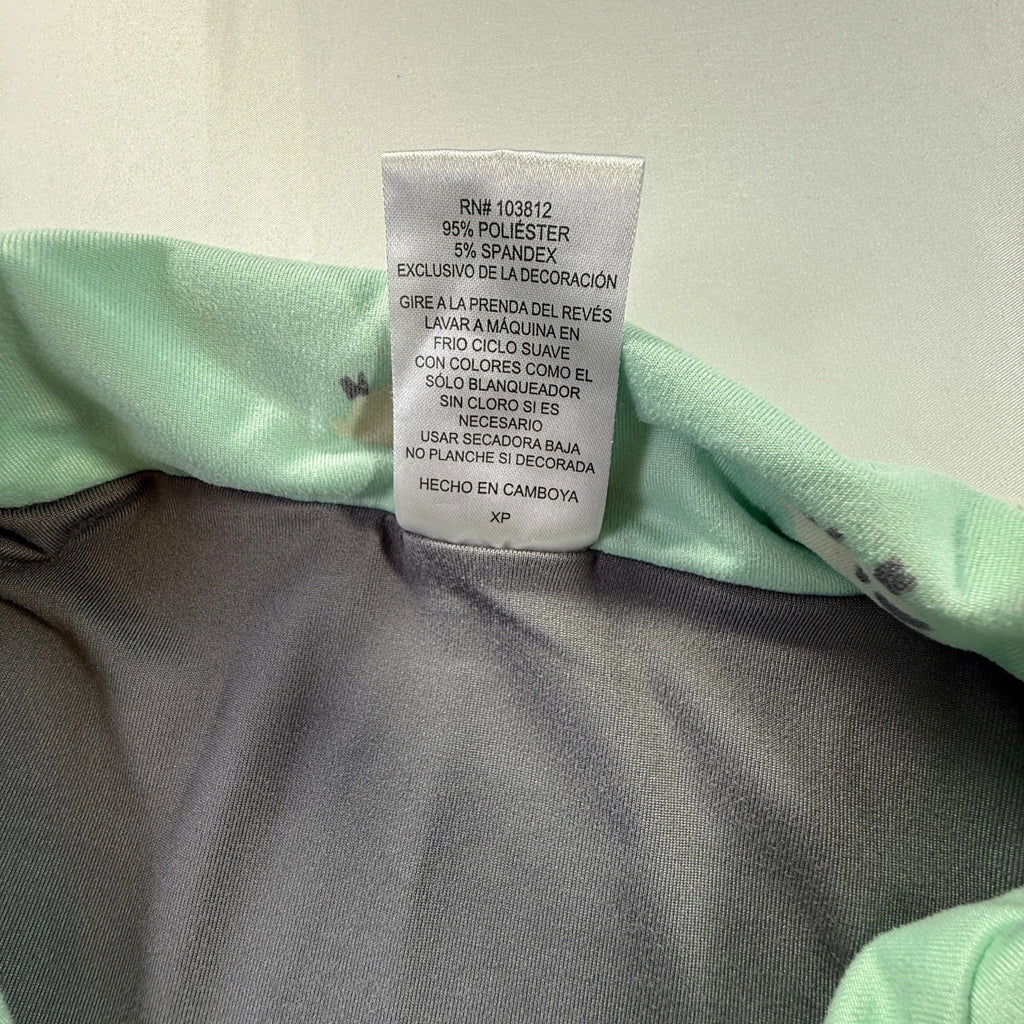 RN# 103812
95% POLIÉSTER
5% SPANDEX
EXCLUSIVO DE LA DECORACIÓN
GIRE A LA PRENDA DEL REVÉS
LAVAR A MÁQUINA EN
FRIO CICLO SUAVE
CON COLORES COMO EL
SÓLO BLANQUEADOR
SIN CLORO SI ES
NECESARIO
USAR SECADORA BAJA
NO PLANCHE SI DECORADA
HECHO EN CAMBOYA
XP